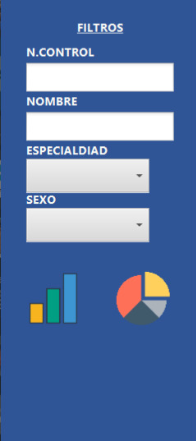 FILTROS
N.CONTROL
NOMBRE
ESPECIALDIAD
SEXO